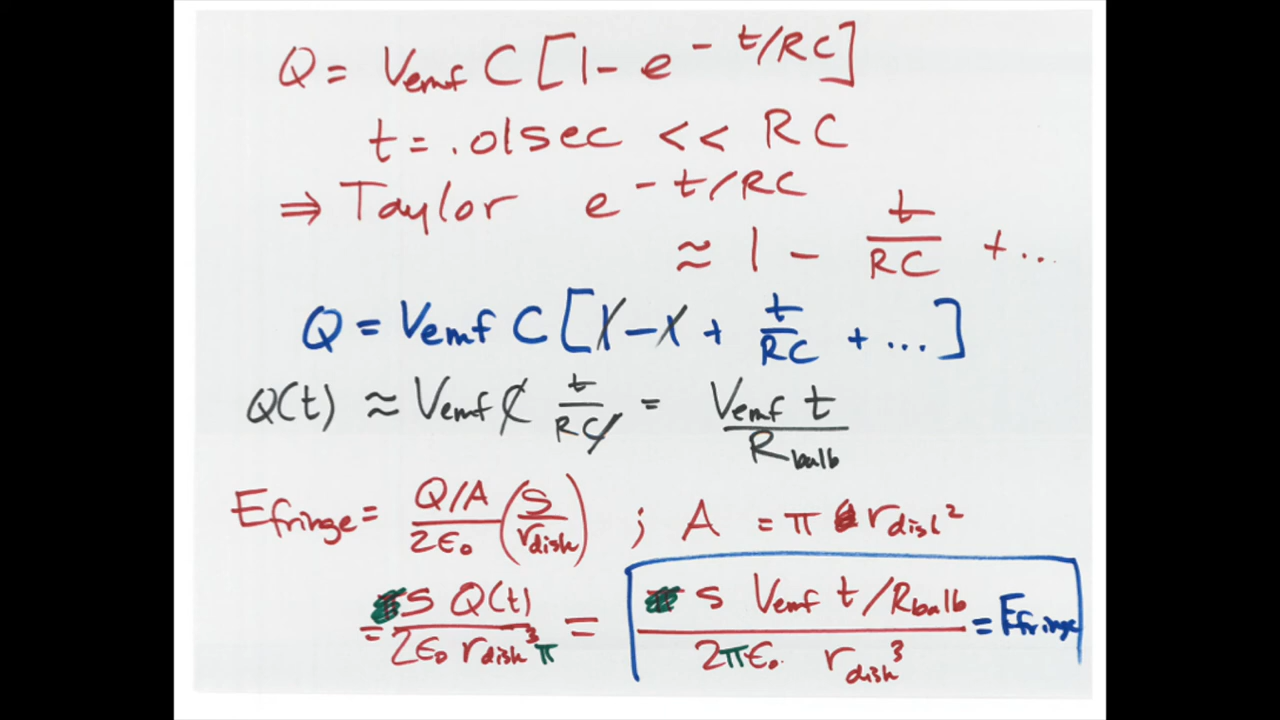 Q = Vemf C [1 - e^{-t/RC}]
t = .01sec << RC
⇒ Taylor e^{-t/RC}
≈ 1 - t/RC + ...
Q = Vemf C [1 - 1 + t/RC + ...]
Q(t) ≈ Vemf C t/RC = Vemf t / Rbulb
Efringe = (Q/A)/(2ε₀) (S/rdisk) ; A = π rdisk²
= S Q(t) / (2ε₀ rdisk³ π) = S Vemf t/Rbulb / (2πε₀ rdisk³) = Efringe